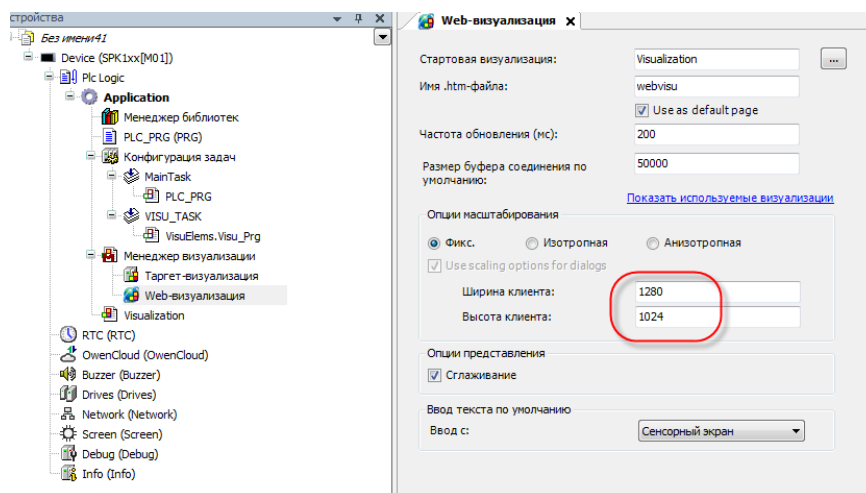 стройства
Без имени41
Device (SPK1xx[M01])
Plc Logic
Application
Менеджер библиотек
PLC_PRG (PRG)
Конфигурация задач
MainTask
PLC_PRG
VISU_TASK
VisuElems.Visu_Prg
Менеджер визуализации
Таргет-визуализация
Web-визуализация
Visualization
RTC (RTC)
OwenCloud (OwenCloud)
Buzzer (Buzzer)
Drives (Drives)
Network (Network)
Screen (Screen)
Debug (Debug)
Info (Info)
Web-визуализация x
Стартовая визуализация: Visualization ...
Имя .htm-файла: webvisu
Use as default page
Частота обновления (мс): 200
Размер буфера соединения по 50000
умолчанию:
Показать используемые визуализации
Опции масштабирования
Фикс. Изотропная Анизотропная
Use scaling options for dialogs
Ширина клиента: 1280
Высота клиента: 1024
Опции представления
Сглаживание
Ввод текста по умолчанию
Ввод с: Сенсорный экран